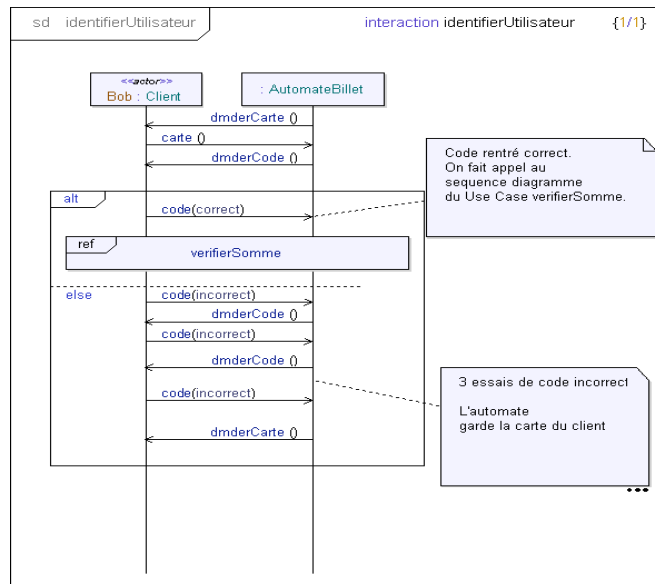 sd identifierUtilisateur
interaction identifierUtilisateur {1/1}
<<actor>>
Bob : Client
: AutomateBillet
dmderCarte ()
carte ()
dmderCode ()
Code rentré correct.
On fait appel au
sequence diagramme
du Use Case verifierSomme.
alt
code(correct)
ref
verifierSomme
else
code(incorrect)
dmderCode ()
code(incorrect)
dmderCode ()
code(incorrect)
dmderCarte ()
3 essais de code incorrect
L'automate
garde la carte du client